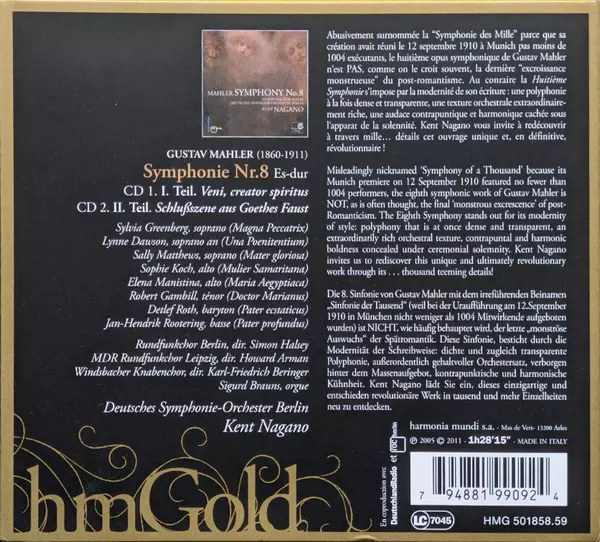 MAHLER SYMPHONY No.8
KENT NAGANO
GUSTAV MAHLER (1860-1911)
Symphonie Nr.8 Es-dur
CD 1. I. Teil. Veni, creator spiritus
CD 2. II. Teil. Schlußszene aus Goethes Faust
Sylvia Greenberg, soprano (Magna Peccatrix)
Lynne Dawson, soprano an (Una Poenitentium)
Sally Matthews, soprano (Mater gloriosa)
Sophie Koch, alto (Mulier Samaritana)
Elena Manistina, alto (Maria Aegyptiaca)
Robert Gambill, ténor (Doctor Marianus)
Detlef Roth, baryton (Pater ecstaticus)
Jan-Hendrik Rootering, basse (Pater profundus)
Rundfunkchor Berlin, dir. Simon Halsey
MDR Rundfunkchor Leipzig, dir. Howard Arman
Windsbacher Knabenchor, dir. Karl-Friedrich Beringer
Sigurd Brauns, orgue
Deutsches Symphonie-Orchester Berlin
Kent Nagano
hmGold
Abusivement surnommée la "Symphonie des Mille" parce que sa
création avait réuni le 12 septembre 1910 à Munich pas moins de
1004 exécutants, le huitième opus symphonique de Gustav Mahler
n'est PAS, comme on le croit souvent, la dernière "excroissance
monstrueuse" du post-romantisme. Au contraire la Huitième
Symphonie s'impose par la modernité de son écriture : une polyphonie
à la fois dense et transparente, une texture orchestrale extraordinaire-
ment riche, une audace contrapuntique et harmonique cachée sous
l'apparat de la solennité. Kent Nagano vous invite à redécouvrir
à travers mille… détails cet ouvrage unique et, en définitive,
révolutionnaire !
Misleadingly nicknamed 'Symphony of a Thousand' because its
Munich premiere on 12 September 1910 featured no fewer than
1004 performers, the eighth symphonic work of Gustav Mahler is
NOT, as is often thought, the final 'monstrous excrescence' of post-
Romanticism. The Eighth Symphony stands out for its modernity of
style: polyphony that is at once dense and transparent, an
extraordinarily rich orchestral texture, contrapuntal and harmonic
boldness concealed under ceremonial solemnity. Kent Nagano
invites us to rediscover this unique and ultimately revolutionary
work through its . . . thousand teeming details!
Die 8. Sinfonie von Gustav Mahler mit dem irreführenden Beinamen
„Sinfonie der Tausend" (weil bei der Uraufführung am 12.September
1910 in München nicht weniger als 1004 Mitwirkende aufgeboten
wurden) ist NICHT, wie häufig behauptet wird, der letzte „monströse
Auswuchs" der Spätromantik. Diese Sinfonie, besticht durch die
Modernität der Schreibweise: dichte und zugleich transparente
Polyphonie, außerordentlich gehaltvoller Orchestersatz, verborgen
hinter dem Massenaufgebot, kontrapunktische und harmonische
Kühnheit. Kent Nagano lädt Sie ein, dieses einzigartige und
entschieden revolutionäre Werk in tausend und mehr Einzelheiten
neu zu entdecken.
En coproduction avec
DeutschlandRadio et roc berlin
harmonia mundi s.a. - Mas de Vert- 13200 Arles
℗ 2005 © 2011 - 1h28'15" - MADE IN ITALY
7 94881 99092 4
LC 7045
HMG 501858.59